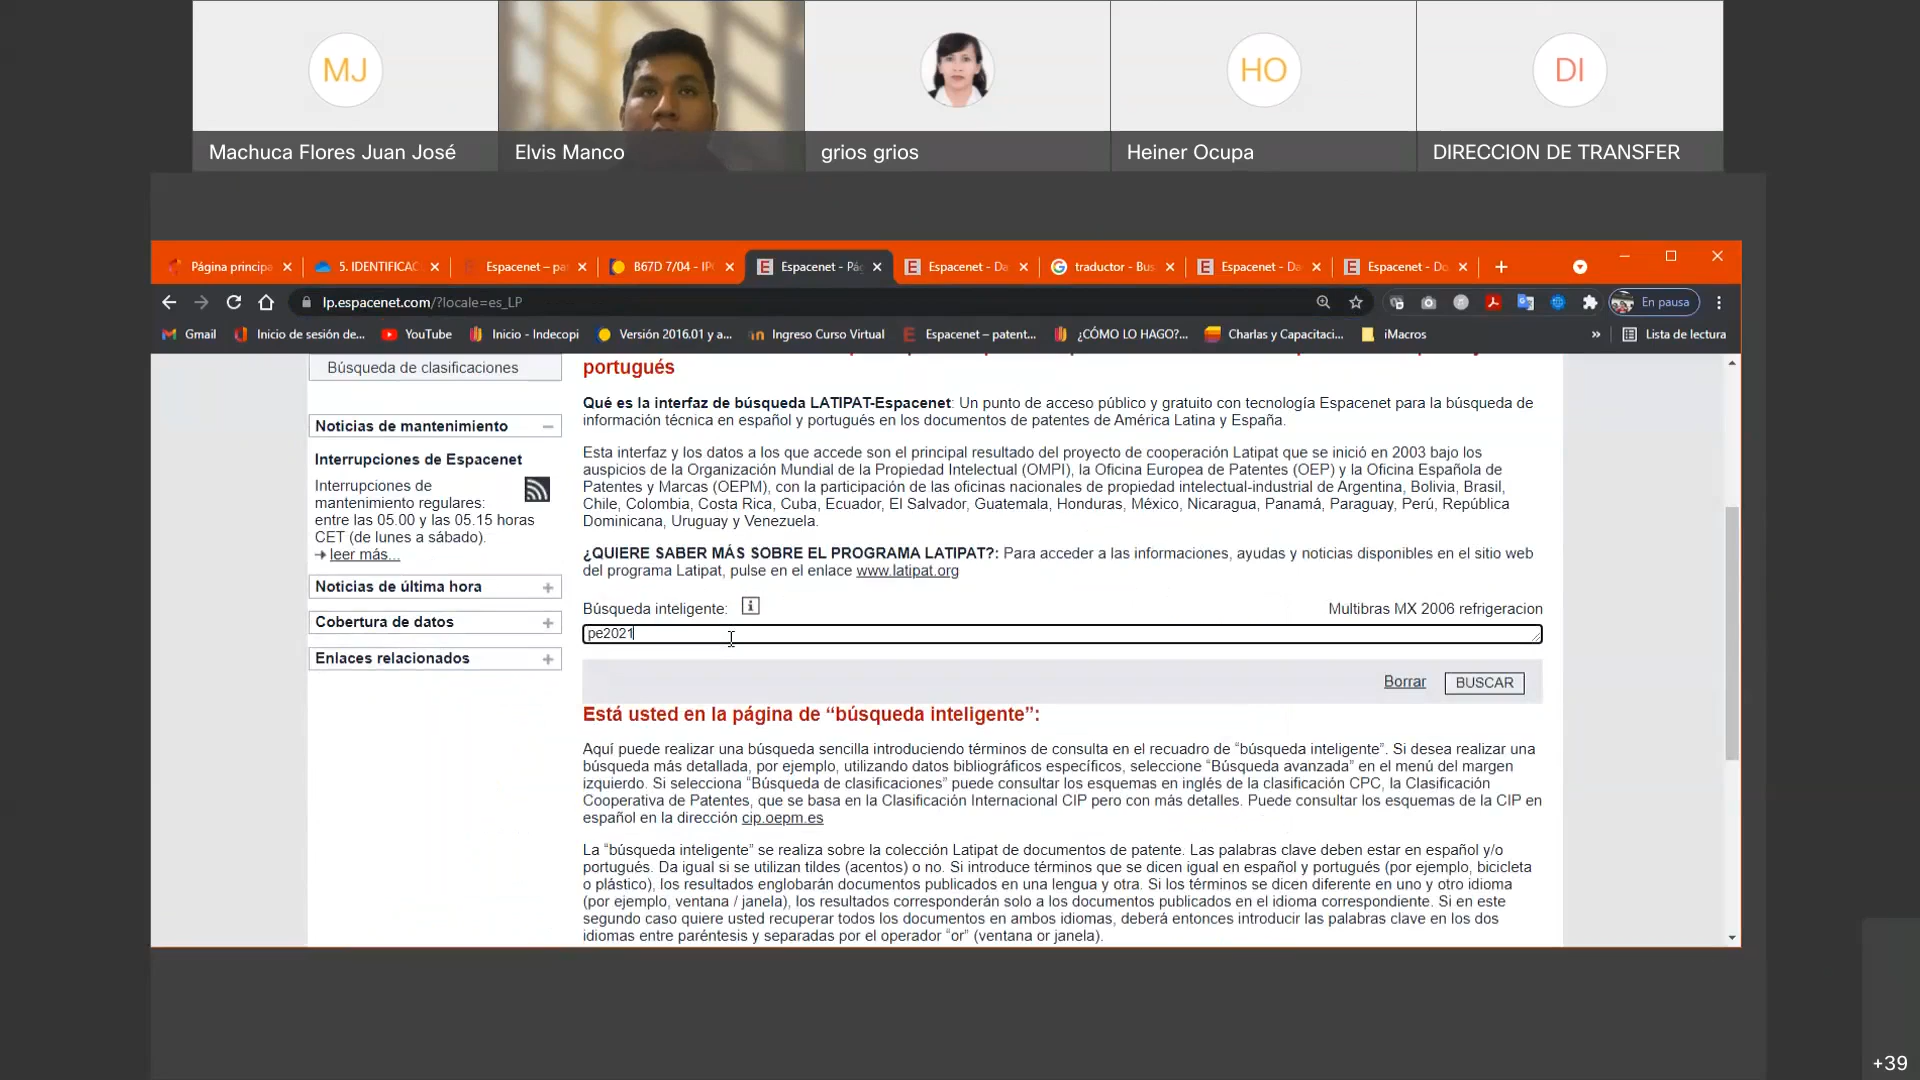 MJ
HO
DI
Machuca Flores Juan José
Elvis Manco
grios grios
Heiner Ocupa
DIRECCION DE TRANSFER
Página principa
5. IDENTIFICAC
Espacenet – pa
B67D 7/04 - IP
Espacenet - Pág
Espacenet - Da
traductor - Bus
Espacenet - Da
Espacenet - Do
lp.espacenet.com/?locale=es_LP
En pausa
Gmail
Inicio de sesión de...
YouTube
Inicio - Indecopi
Versión 2016.01 y a...
Ingreso Curso Virtual
Espacenet – patent...
¿CÓMO LO HAGO?...
Charlas y Capacitaci...
iMacros
»
Lista de lectura
Búsqueda de clasificaciones
Noticias de mantenimiento
Interrupciones de Espacenet
Interrupciones de
mantenimiento regulares:
entre las 05.00 y las 05.15 horas
CET (de lunes a sábado).
leer más...
Noticias de última hora
Cobertura de datos
Enlaces relacionados
portugués
Qué es la interfaz de búsqueda LATIPAT-Espacenet: Un punto de acceso público y gratuito con tecnología Espacenet para la búsqueda de
información técnica en español y portugués en los documentos de patentes de América Latina y España.
Esta interfaz y los datos a los que accede son el principal resultado del proyecto de cooperación Latipat que se inició en 2003 bajo los
auspicios de la Organización Mundial de la Propiedad Intelectual (OMPI), la Oficina Europea de Patentes (OEP) y la Oficina Española de
Patentes y Marcas (OEPM), con la participación de las oficinas nacionales de propiedad intelectual-industrial de Argentina, Bolivia, Brasil,
Chile, Colombia, Costa Rica, Cuba, Ecuador, El Salvador, Guatemala, Honduras, México, Nicaragua, Panamá, Paraguay, Perú, República
Dominicana, Uruguay y Venezuela.
¿QUIERE SABER MÁS SOBRE EL PROGRAMA LATIPAT?: Para acceder a las informaciones, ayudas y noticias disponibles en el sitio web
del programa Latipat, pulse en el enlace www.latipat.org
Búsqueda inteligente: i
Multibras MX 2006 refrigeracion
pe2021
Borrar
BUSCAR
Está usted en la página de “búsqueda inteligente”:
Aquí puede realizar una búsqueda sencilla introduciendo términos de consulta en el recuadro de “búsqueda inteligente”. Si desea realizar una
búsqueda más detallada, por ejemplo, utilizando datos bibliográficos específicos, seleccione “Búsqueda avanzada” en el menú del margen
izquierdo. Si selecciona “Búsqueda de clasificaciones” puede consultar los esquemas en inglés de la clasificación CPC, la Clasificación
Cooperativa de Patentes, que se basa en la Clasificación Internacional CIP pero con más detalles. Puede consultar los esquemas de la CIP en
español en la dirección cip.oepm.es
La “búsqueda inteligente” se realiza sobre la colección Latipat de documentos de patente. Las palabras clave deben estar en español y/o
portugués. Da igual si se utilizan tildes (acentos) o no. Si introduce términos que se dicen igual en español y portugués (por ejemplo, bicicleta
o plástico), los resultados englobarán documentos publicados en una lengua y otra. Si los términos se dicen diferente en uno y otro idioma
(por ejemplo, ventana / janela), los resultados corresponderán solo a los documentos publicados en el idioma correspondiente. Si en este
segundo caso quiere usted recuperar todos los documentos en ambos idiomas, deberá entonces introducir las palabras clave en los dos
idiomas entre paréntesis y separadas por el operador “or” (ventana or janela).
+39